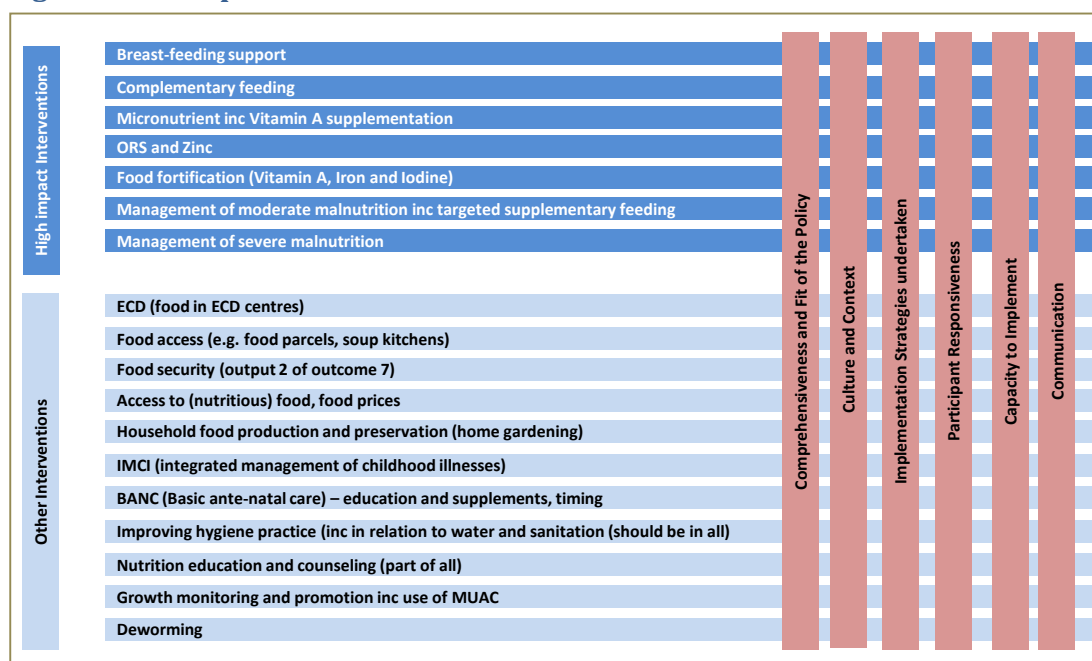 High impact Interventions
Breast-feeding support
Complementary feeding
Micronutrient inc Vitamin A supplementation
ORS and Zinc
Food fortification (Vitamin A, Iron and Iodine)
Management of moderate malnutrition inc targeted supplementary feeding
Management of severe malnutrition
Other Interventions
ECD (food in ECD centres)
Food access (e.g. food parcels, soup kitchens)
Food security (output 2 of outcome 7)
Access to (nutritious) food, food prices
Household food production and preservation (home gardening)
IMCI (integrated management of childhood illnesses)
BANC (Basic ante-natal care) – education and supplements, timing
Improving hygiene practice (inc in relation to water and sanitation (should be in all)
Nutrition education and counseling (part of all)
Growth monitoring and promotion inc use of MUAC
Deworming
Comprehensiveness and Fit of the Policy
Culture and Context
Implementation Strategies undertaken
Participant Responsiveness
Capacity to Implement
Communication